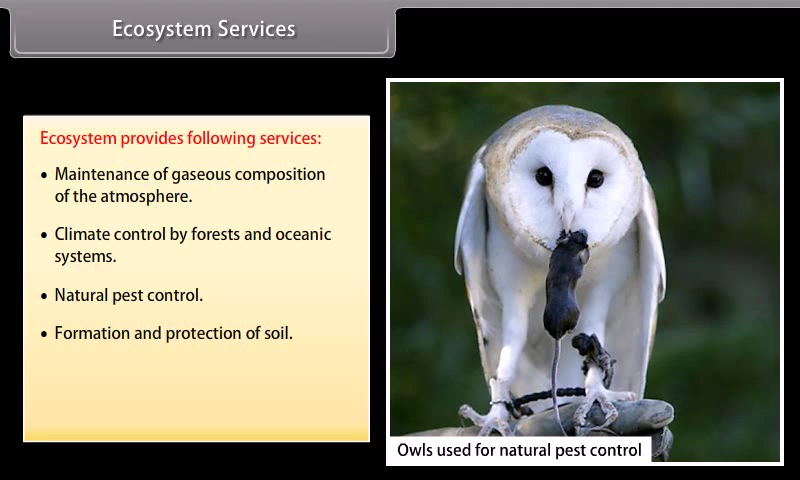 Ecosystem Services
Ecosystem provides following services:
• Maintenance of gaseous composition
of the atmosphere.
• Climate control by forests and oceanic
systems.
• Natural pest control.
• Formation and protection of soil.
Owls used for natural pest control